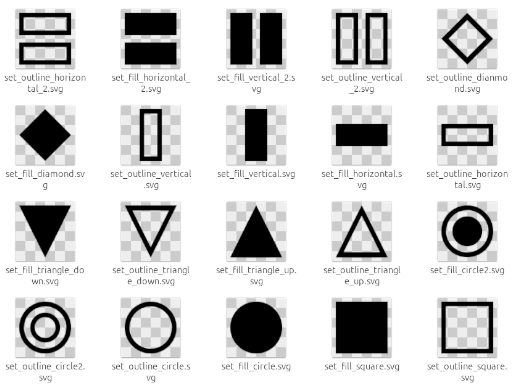 set_outline_horizon
tal_2.svg
set_fill_horizontal_
2.svg
set_fill_vertical_2.s
vg
set_outline_vertical
_2.svg
set_outline_dianmo
nd.svg
set_fill_diamond.sv
g
set_outline_vertical
.svg
set_fill_vertical.svg
set_fill_horizontal.s
vg
set_outline_horizon
tal.svg
set_fill_triangle_do
wn.svg
set_outline_triangl
e_down.svg
set_fill_triangle_up.
svg
set_outline_triangl
e_up.svg
set_fill_circle2.svg
set_outline_circle2.
svg
set_outline_circle.s
vg
set_fill_circle.svg
set_fill_square.svg
set_outline_square.
svg